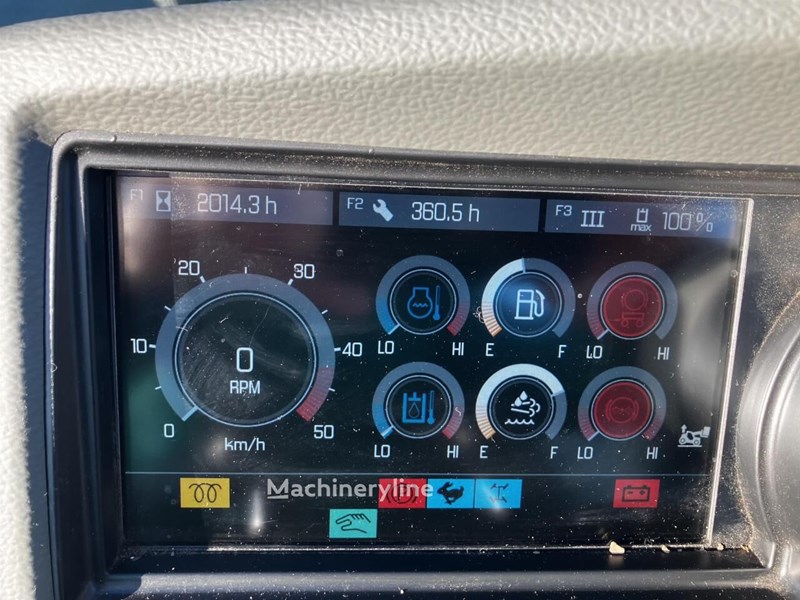 F1 2014.3 h F2 360.5 h F3 III max 100%
20 30
10 40
0
RPM
0 50
km/h
LO HI E F LO HI
LO HI E F LO HI
Machineryline